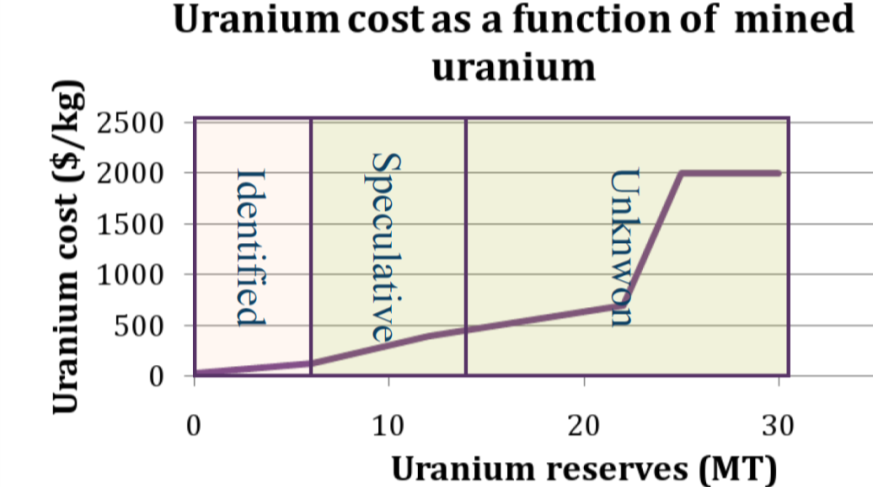 Uranium cost as a function of mined
uranium
Uranium cost ($/kg)
2500
2000
1500
1000
500
0
Identified
Speculative
Unknwon
0
10
20
30
Uranium reserves (MT)